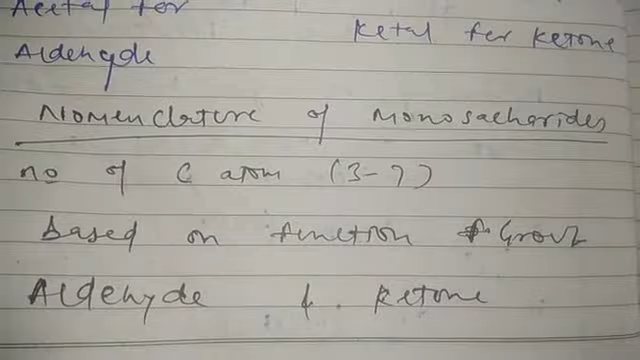 Acetal for
Ketal for Ketone
Aldehyde
Nomenclature of Monosacharides
no of C atom (3-7)
based on function Group
Aldehyde & Ketone